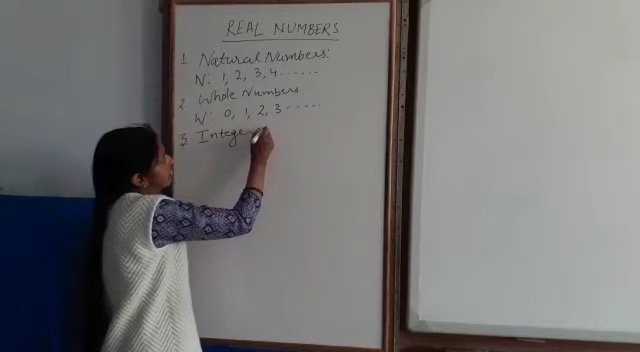 REAL NUMBERS
1. Natural Numbers:
N: 1, 2, 3, 4 ......
2. Whole Numbers
W: 0, 1, 2, 3 .....
3. Intege